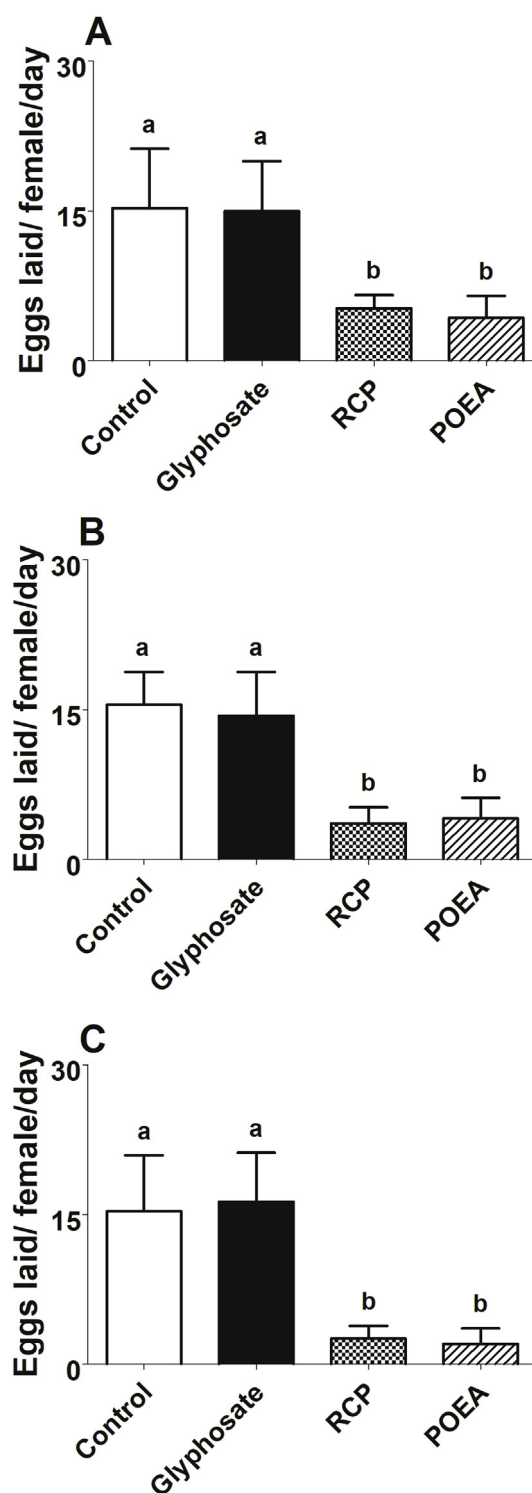 A
Eggs laid/ female/day
30
15
0
a
a
b
b
Control
Glyphosate
RCP
POEA
B
Eggs laid/ female/day
30
15
0
a
a
b
b
Control
Glyphosate
RCP
POEA
C
Eggs laid/ female/day
30
15
0
a
a
b
b
Control
Glyphosate
RCP
POEA